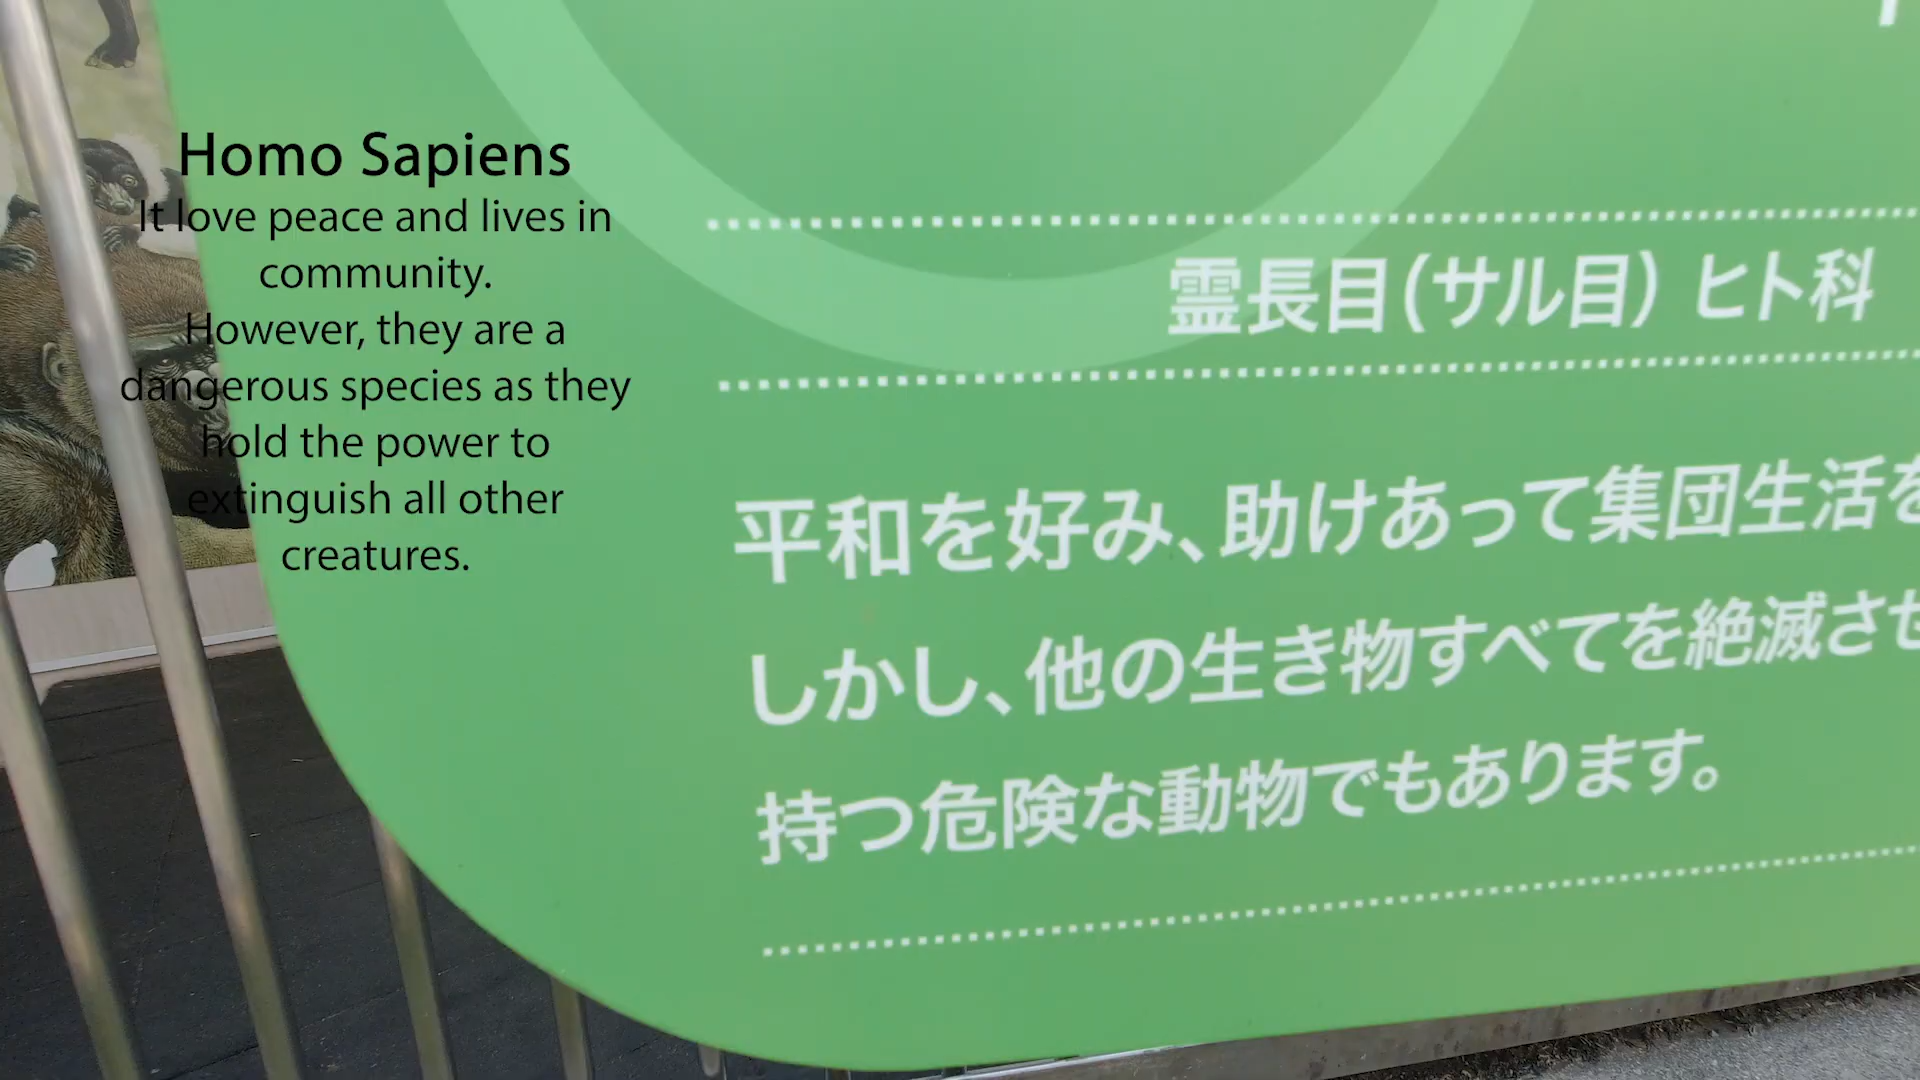 Homo Sapiens
It love peace and lives in
community.
However, they are a
dangerous species as they
hold the power to
extinguish all other
creatures.
霊長目(サル目) ヒト科
平和を好み、助けあって集団生活を
しかし、他の生き物すべてを絶滅させ
持つ危険な動物でもあります。